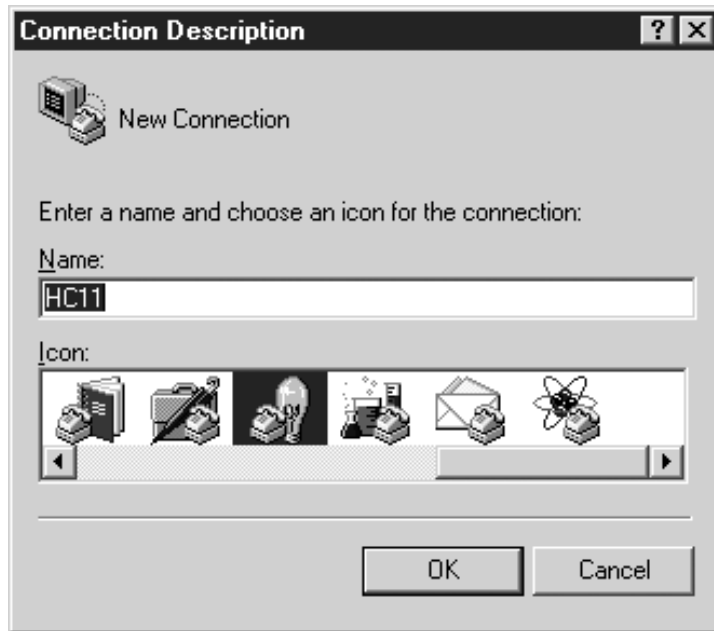 Connection Description
New Connection
Enter a name and choose an icon for the connection:
Name:
HC11
Icon:
OK Cancel